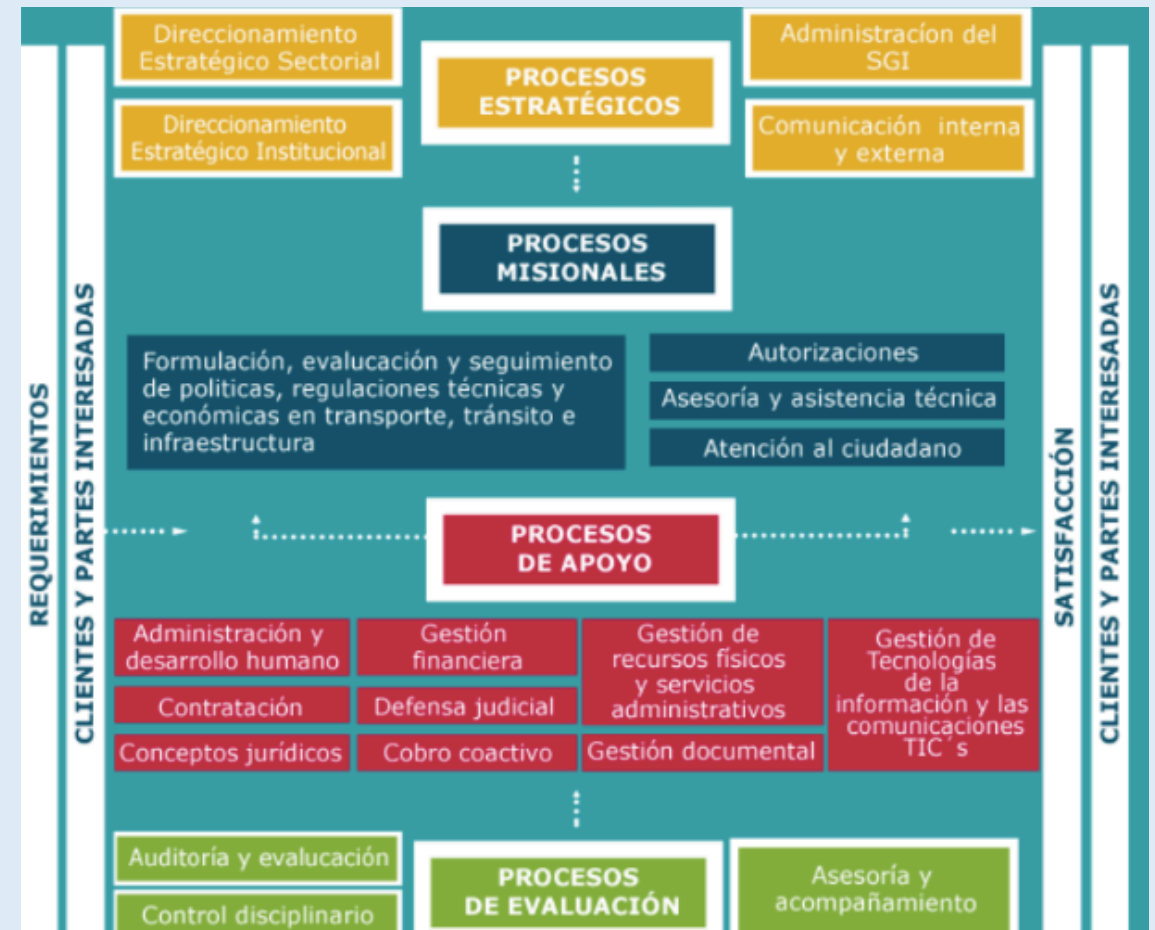 Direccionamiento
Estratégico Sectorial
PROCESOS
ESTRATÉGICOS
Administracíon del
SGI
Direccionamiento
Estratégico Institucional
Comunicación interna
y externa
PROCESOS
MISIONALES
REQUERIMIENTOS
CLIENTES Y PARTES INTERESADAS
Formulación, evalucación y seguimiento
de politicas, regulaciones técnicas y
económicas en transporte, tránsito e
infraestructura
Autorizaciones
Asesoría y asistencia técnica
Atención al ciudadano
SATISFACCIÓN
CLIENTES Y PARTES INTERESADAS
PROCESOS
DE APOYO
Administración y
desarrollo humano
Contratación
Conceptos jurídicos
Gestión
financiera
Defensa judicial
Cobro coactivo
Gestión de
recursos físicos
y servicios
administrativos
Gestión documental
Gestión de
Tecnologías
de la
información y las
comunicaciones
TIC´s
Auditoría y evalucación
Control disciplinario
PROCESOS
DE EVALUACIÓN
Asesoría y
acompañamiento